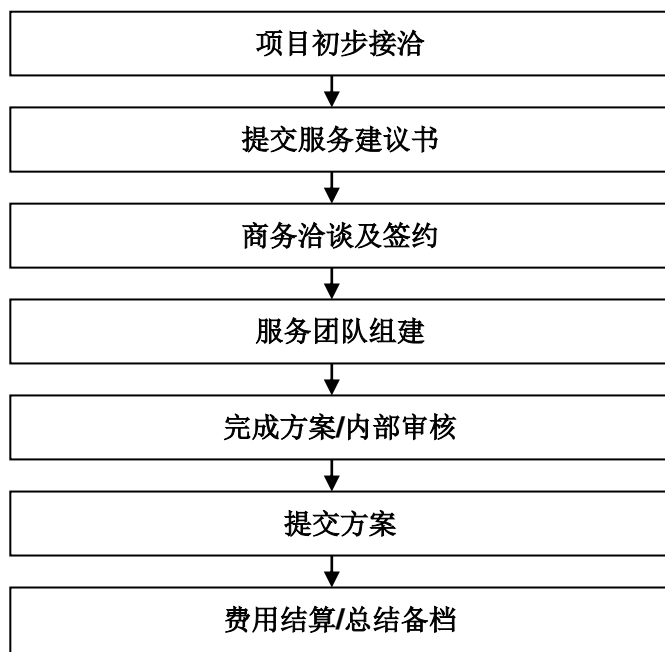 项目初步接洽
提交服务建议书
商务洽谈及签约
服务团队组建
完成方案/内部审核
提交方案
费用结算/总结备档